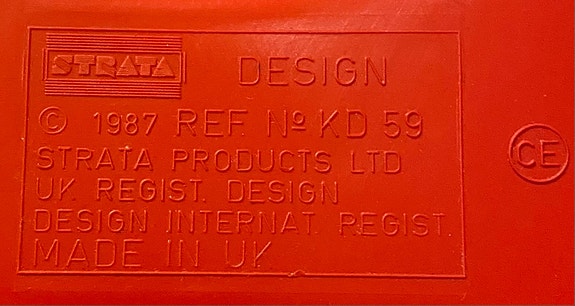 STRATA DESIGN
© 1987 REF Nº KD 59
STRATA PRODUCTS LTD
UK REGIST. DESIGN
DESIGN INTERNAT. REGIST.
MADE IN UK
CE